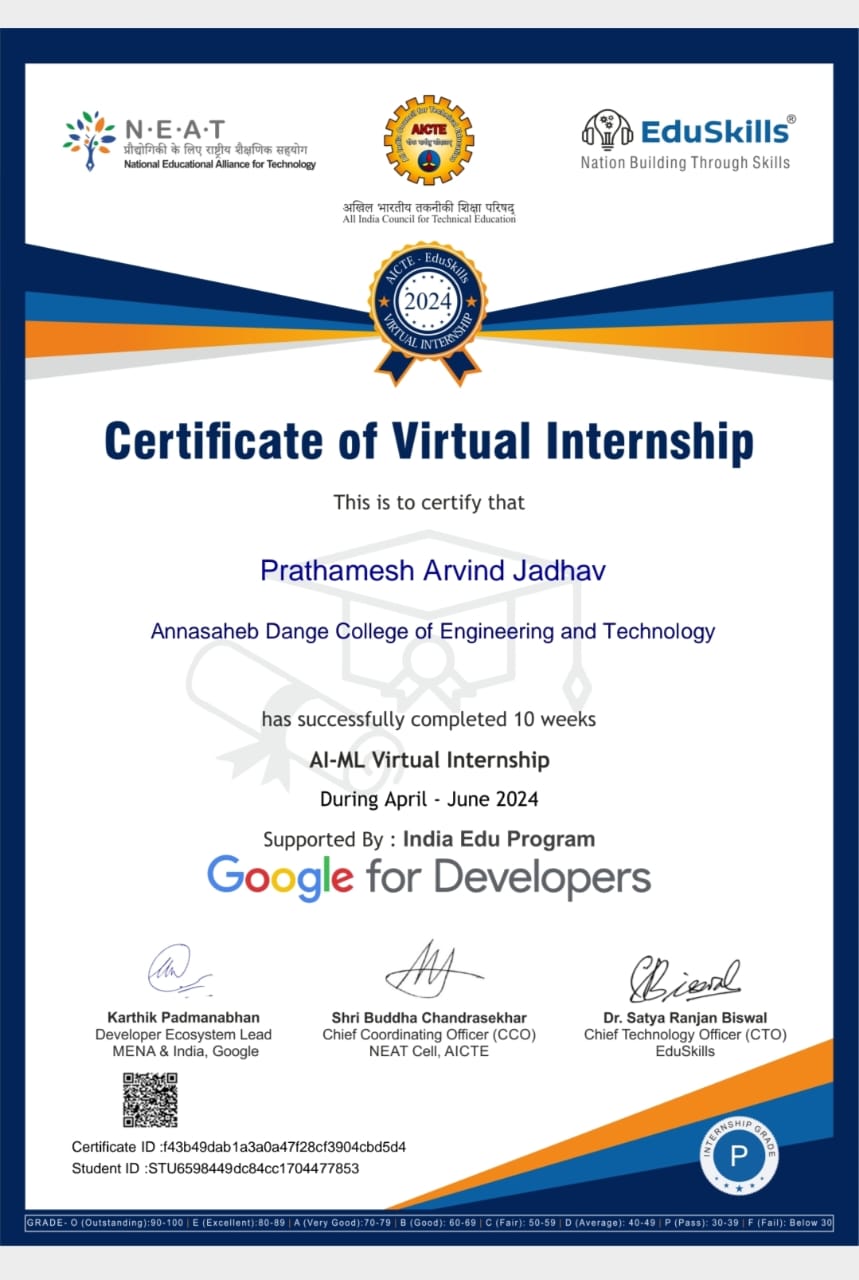 N·E·A·T
प्रौद्योगिकी के लिए राष्ट्रीय शैक्षणिक सहयोग
National Educational Alliance for Technology
All India Council for Technical Education
AICTE
EduSkills®
Nation Building Through Skills
अखिल भारतीय तकनीकी शिक्षा परिषद्
All India Council for Technical Education
AICTE - EduSkills
2024
VIRTUAL INTERNSHIP
Certificate of Virtual Internship
This is to certify that
Prathamesh Arvind Jadhav
Annasaheb Dange College of Engineering and Technology
has successfully completed 10 weeks
AI-ML Virtual Internship
During April - June 2024
Supported By : India Edu Program
Google for Developers
Karthik Padmanabhan
Developer Ecosystem Lead
MENA & India, Google
Shri Buddha Chandrasekhar
Chief Coordinating Officer (CCO)
NEAT Cell, AICTE
Dr. Satya Ranjan Biswal
Chief Technology Officer (CTO)
EduSkills
Certificate ID :f43b49dab1a3a0a47f28cf3904cbd5d4
Student ID :STU6598449dc84cc1704477853
INTERNSHIP GRADE
P
GRADE- O (Outstanding):90-100 | E (Excellent):80-89 | A (Very Good):70-79 | B (Good): 60-69 | C (Fair): 50-59 | D (Average): 40-49 | P (Pass): 30-39 | F (Fail): Below 30